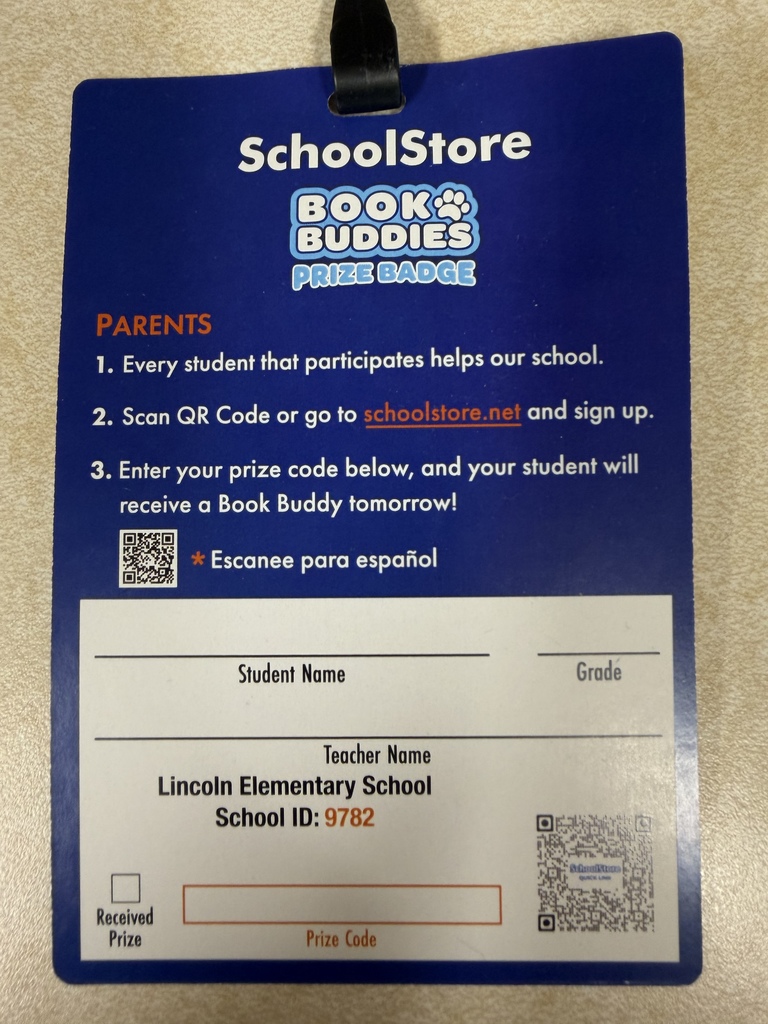 SchoolStore
BOOK
BUDDIES
PRIZE BADGE
PARENTS
1. Every student that participates helps our school.
2. Scan QR Code or go to schoolstore.net and sign up.
3. Enter your prize code below, and your student will
receive a Book Buddy tomorrow!
* Escanee para español
Student Name
Grade
Teacher Name
Lincoln Elementary School
School ID: 9782
SchoolStore
QUICK LINK
Received
Prize
Prize Code